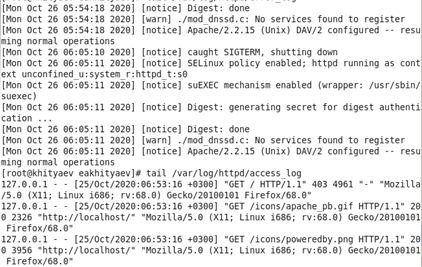 [Mon Oct 26 05:54:18 2020] [notice] Digest: done
[Mon Oct 26 05:54:18 2020] [warn] ./mod_dnssd.c: No services found to register
[Mon Oct 26 05:54:18 2020] [notice] Apache/2.2.15 (Unix) DAV/2 configured -- resu
ming normal operations
[Mon Oct 26 06:05:10 2020] [notice] caught SIGTERM, shutting down
[Mon Oct 26 06:05:11 2020] [notice] SELinux policy enabled; httpd running as cont
ext unconfined_u:system_r:httpd_t:s0
[Mon Oct 26 06:05:11 2020] [notice] suEXEC mechanism enabled (wrapper: /usr/sbin/
suexec)
[Mon Oct 26 06:05:11 2020] [notice] Digest: generating secret for digest authenti
cation ...
[Mon Oct 26 06:05:11 2020] [notice] Digest: done
[Mon Oct 26 06:05:11 2020] [warn] ./mod_dnssd.c: No services found to register
[Mon Oct 26 06:05:11 2020] [notice] Apache/2.2.15 (Unix) DAV/2 configured -- resu
ming normal operations
[root@khityaev eakhityaev]# tail /var/log/httpd/access_log
127.0.0.1 - - [25/Oct/2020:06:53:16 +0300] "GET / HTTP/1.1" 403 4961 "-" "Mozilla
/5.0 (X11; Linux i686; rv:68.0) Gecko/20100101 Firefox/68.0"
127.0.0.1 - - [25/Oct/2020:06:53:16 +0300] "GET /icons/apache_pb.gif HTTP/1.1" 20
0 2326 "http://localhost/" "Mozilla/5.0 (X11; Linux i686; rv:68.0) Gecko/20100101
Firefox/68.0"
127.0.0.1 - - [25/Oct/2020:06:53:16 +0300] "GET /icons/poweredby.png HTTP/1.1" 20
0 3956 "http://localhost/" "Mozilla/5.0 (X11; Linux i686; rv:68.0) Gecko/20100101
Firefox/68.0"